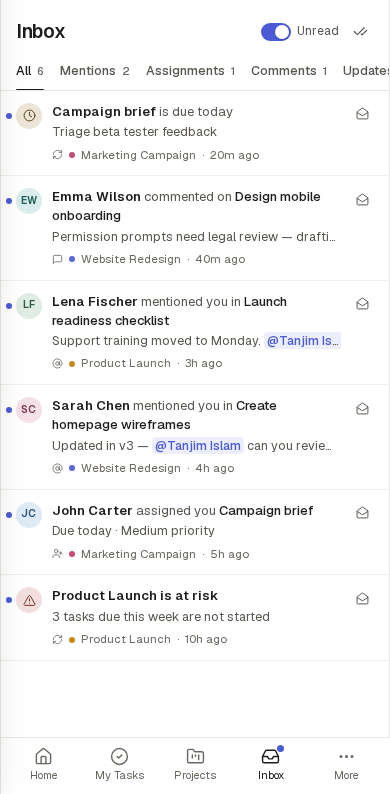 Inbox
Unread
All 6 Mentions 2 Assignments 1 Comments 1 Updates
Campaign brief is due today
Triage beta tester feedback
Marketing Campaign · 20m ago
EW
Emma Wilson commented on Design mobile
onboarding
Permission prompts need legal review — drafti...
Website Redesign · 40m ago
LF
Lena Fischer mentioned you in Launch
readiness checklist
Support training moved to Monday. @Tanjim Is...
Product Launch · 3h ago
SC
Sarah Chen mentioned you in Create
homepage wireframes
Updated in v3 — @Tanjim Islam can you revie...
Website Redesign · 4h ago
JC
John Carter assigned you Campaign brief
Due today · Medium priority
Marketing Campaign · 5h ago
Product Launch is at risk
3 tasks due this week are not started
Product Launch · 10h ago
Home My Tasks Projects Inbox More